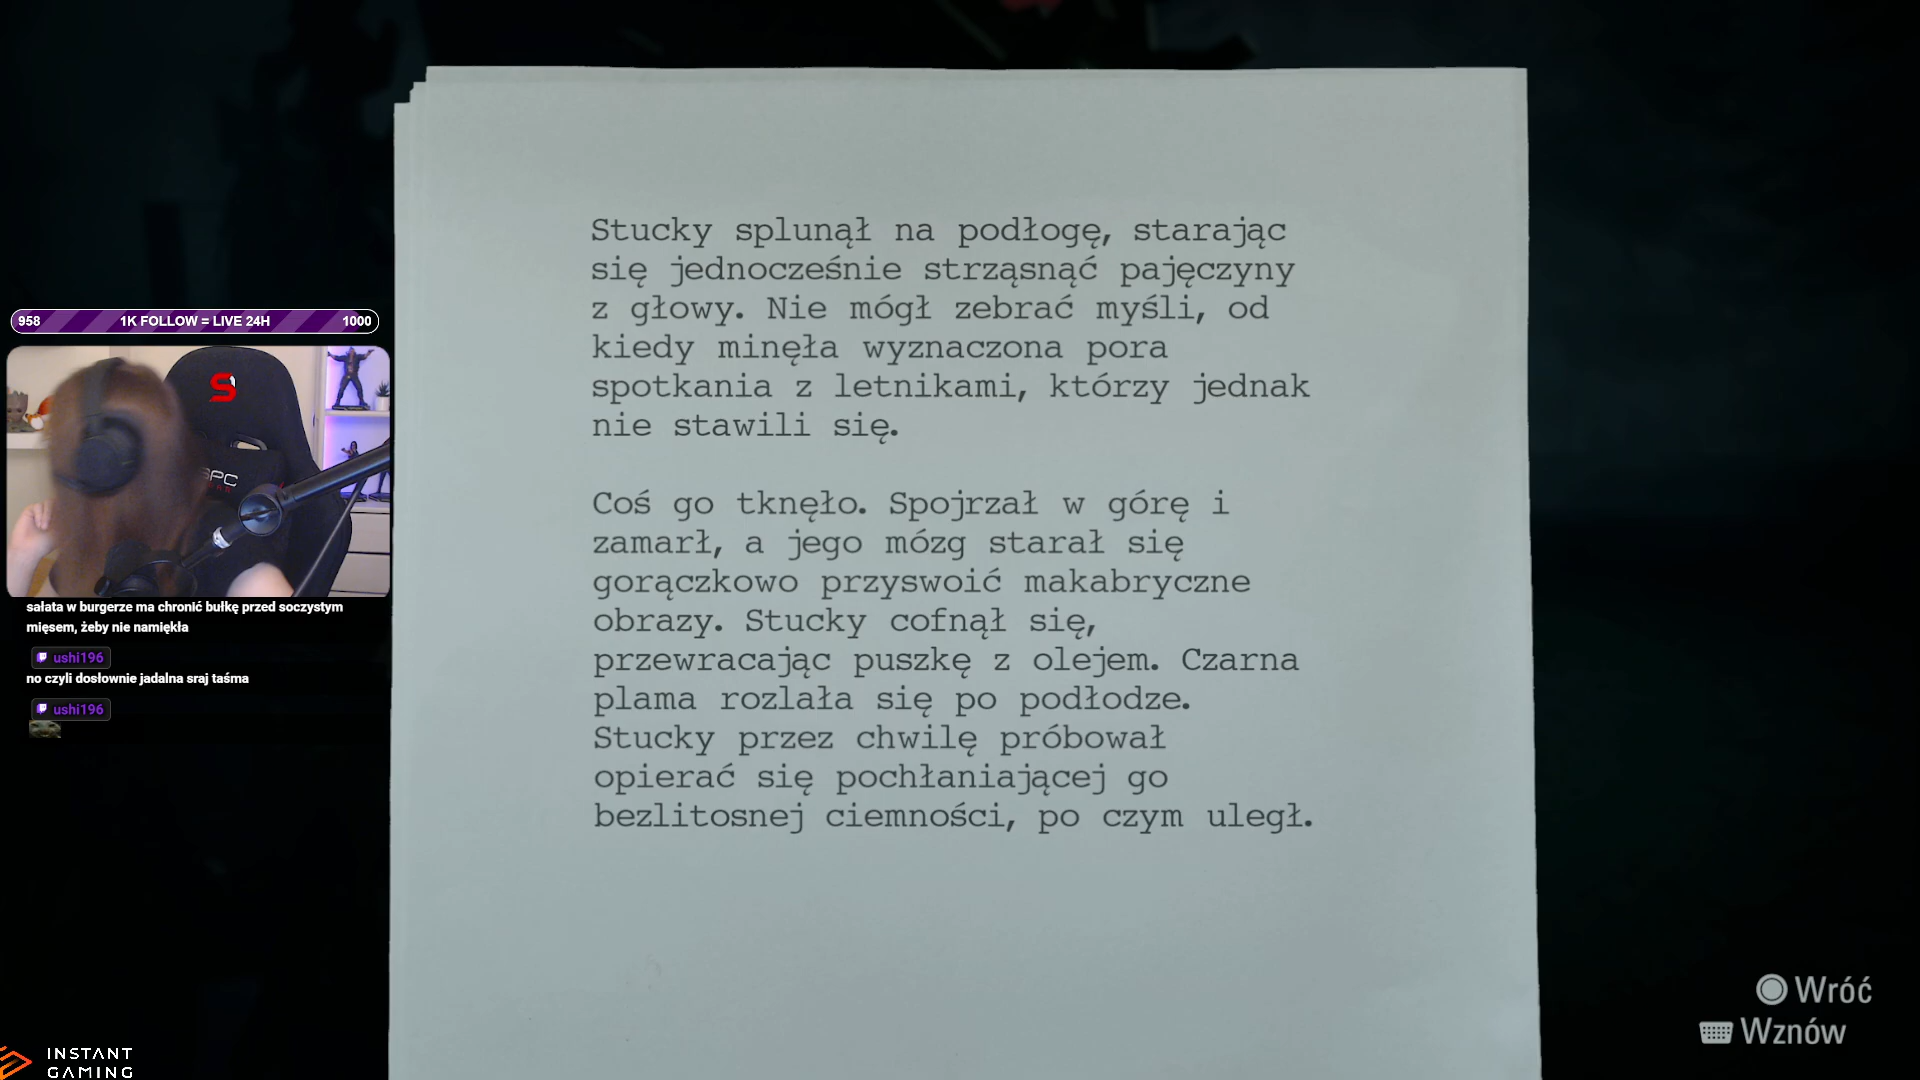 Stucky splunął na podłogę, starając
się jednocześnie strząsnąć pajęczyny
z głowy. Nie mógł zebrać myśli, od
kiedy minęła wyznaczona pora
spotkania z letnikami, którzy jednak
nie stawili się.
Coś go tknęło. Spojrzał w górę i
zamarł, a jego mózg starał się
gorączkowo przyswoić makabryczne
obrazy. Stucky cofnął się,
przewracając puszkę z olejem. Czarna
plama rozlała się po podłodze.
Stucky przez chwilę próbował
opierać się pochłaniającej go
bezlitosnej ciemności, po czym uległ.
958 1K FOLLOW = LIVE 24H 1000
SPC
sałata w burgerze ma chronić bułkę przed soczystym
mięsem, żeby nie namiękła
ushi196
no czyli dosłownie jadalna sraj taśma
ushi196
INSTANT
GAMING
Wróć
Wznów